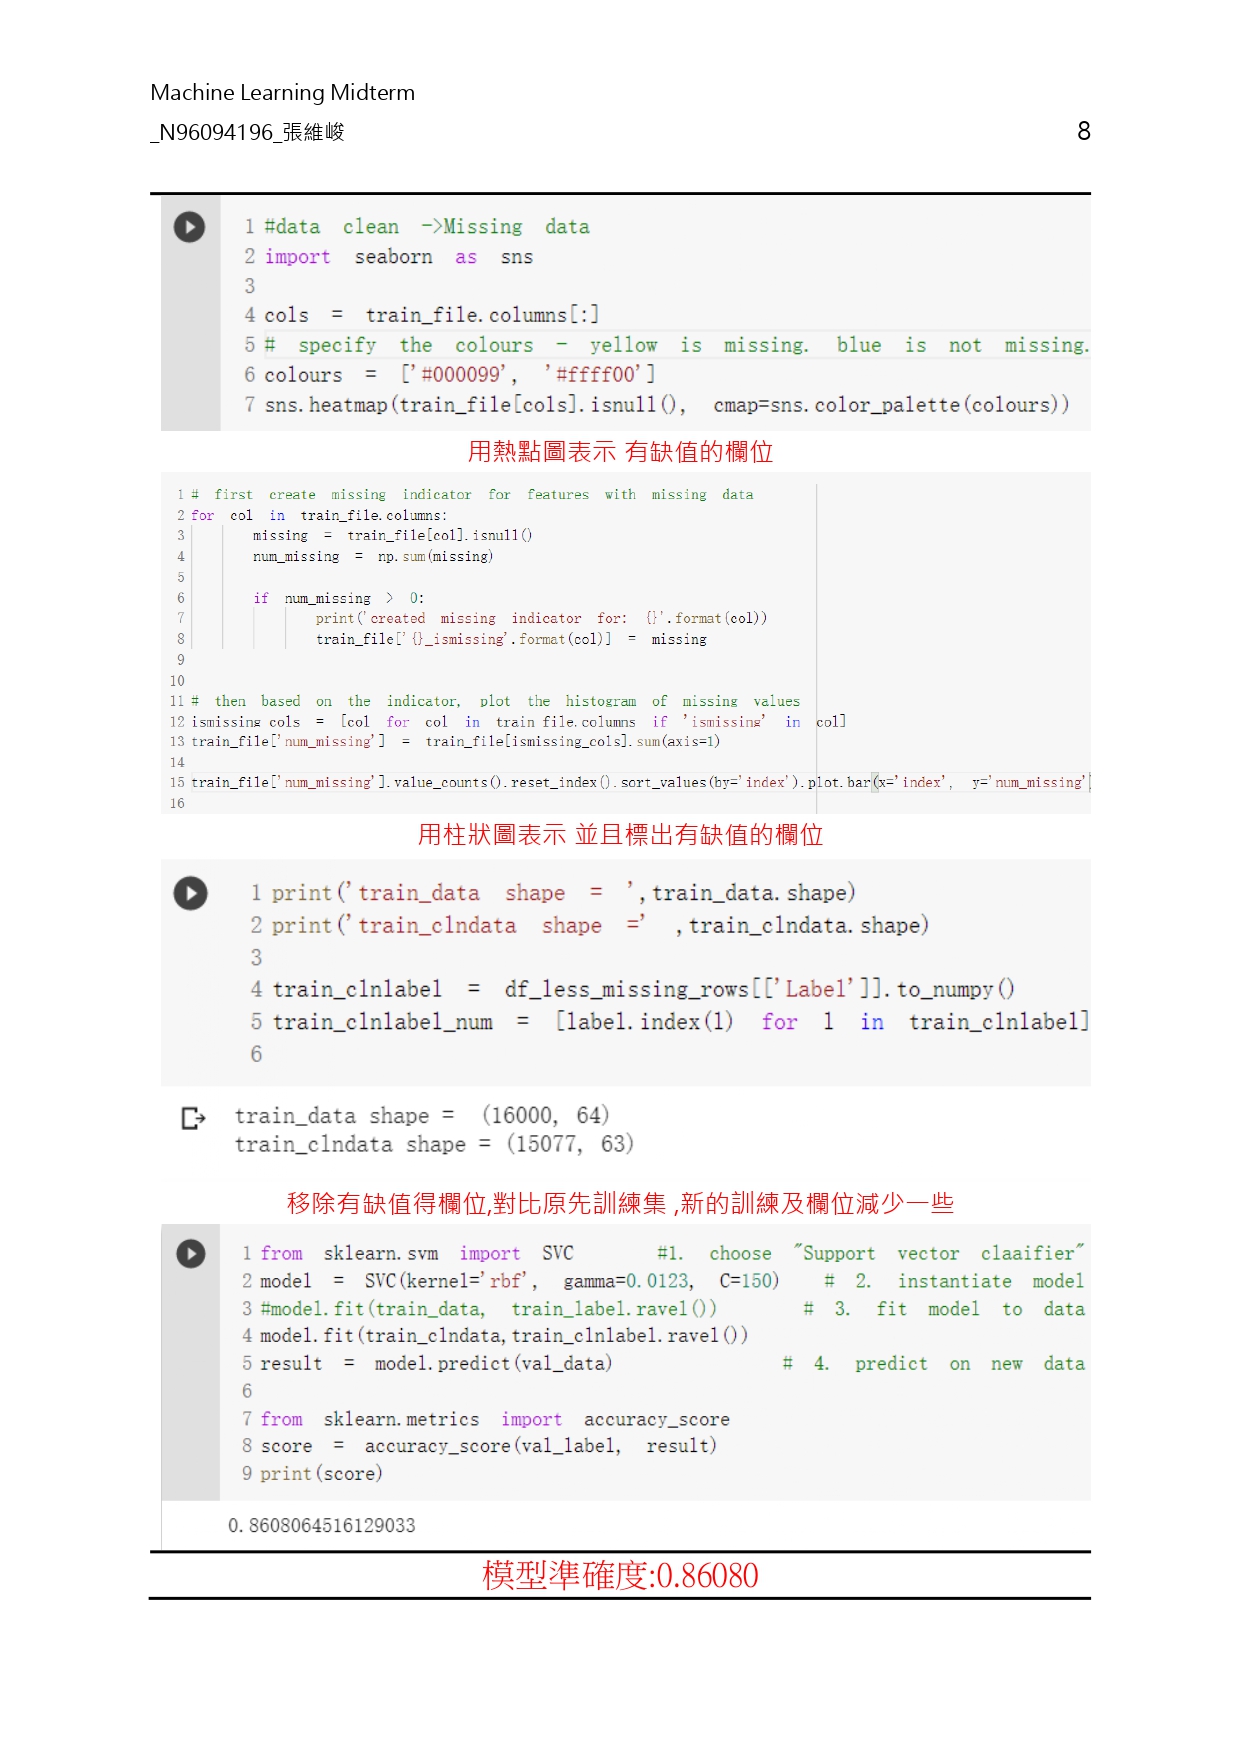 Machine Learning Midterm
_N96094196_張維峻
8
1 #data clean ->Missing data
2 import seaborn as sns
3
4 cols = train_file.columns[:]
5 # specify the colours - yellow is missing. blue is not missing.
6 colours = ['#000099', '#ffff00']
7 sns.heatmap(train_file[cols].isnull(), cmap=sns.color_palette(colours))
用熱點圖表示 有缺值的欄位
1 # first create missing indicator for features with missing data
2 for col in train_file.columns:
3 missing = train_file[col].isnull()
4 num_missing = np.sum(missing)
5
6 if num_missing > 0:
7 print('created missing indicator for: {}'.format(col))
8 train_file['{}_ismissing'.format(col)] = missing
9
10
11 # then based on the indicator, plot the histogram of missing values
12 ismissing_cols = [col for col in train_file.columns if 'ismissing' in col]
13 train_file['num_missing'] = train_file[ismissing_cols].sum(axis=1)
14
15 train_file['num_missing'].value_counts().reset_index().sort_values(by='index').plot.bar(x='index', y='num_missing'
16
用柱狀圖表示 並且標出有缺值的欄位
1 print('train_data shape = ',train_data.shape)
2 print('train_clndata shape =' ,train_clndata.shape)
3
4 train_clnlabel = df_less_missing_rows[['Label']].to_numpy()
5 train_clnlabel_num = [label.index(l) for l in train_clnlabel]
6
train_data shape = (16000, 64)
train_clndata shape = (15077, 63)
移除有缺值得欄位,對比原先訓練集 ,新的訓練及欄位減少一些
1 from sklearn.svm import SVC #1. choose "Support vector claaifier"
2 model = SVC(kernel='rbf', gamma=0.0123, C=150) # 2. instantiate model
3 #model.fit(train_data, train_label.ravel()) # 3. fit model to data
4 model.fit(train_clndata,train_clnlabel.ravel())
5 result = model.predict(val_data) # 4. predict on new data
6
7 from sklearn.metrics import accuracy_score
8 score = accuracy_score(val_label, result)
9 print(score)
0.8608064516129033
模型準確度:0.86080